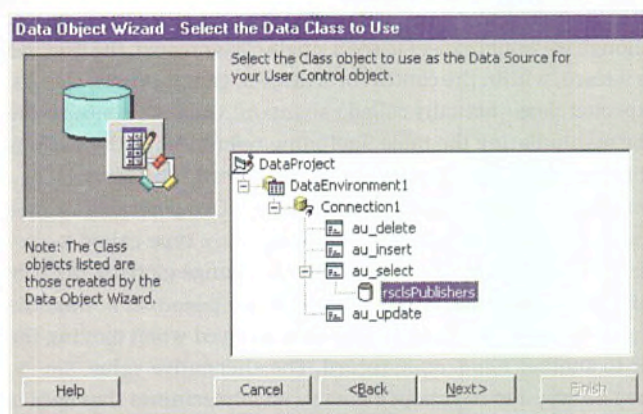 Data Object Wizard - Select the Data Class to Use
Select the Class object to use as the Data Source for
your User Control object.
DataProject
DataEnvironment1
Connection1
au_delete
au_insert
au_select
rsclsPublishers
au_update
Note: The Class
objects listed are
those created by the
Data Object Wizard.
Help
Cancel
<Back
Next>
Finish